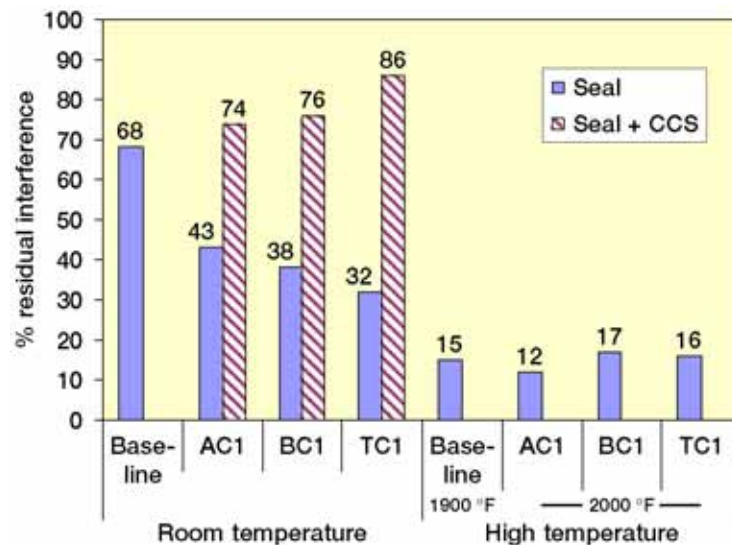 100
90
80
70
60
50
40
30
20
10
0
% residual interference
68
43
74
38
76
32
86
15
12
17
16
Seal
Seal + CCS
Base-
line
AC1
BC1
TC1
Base-
line
AC1
BC1
TC1
1900 °F
2000 °F
Room temperature
High temperature